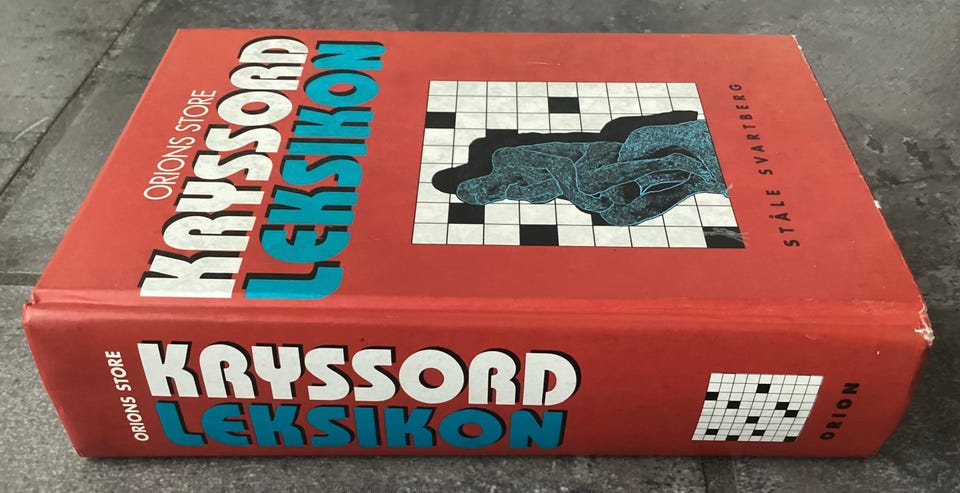 ORIONS STORE
KRYSSORD
LEKSIKON
STÅLE SVARTBERG
ORIONS STORE
KRYSSORD
LEKSIKON
ORION